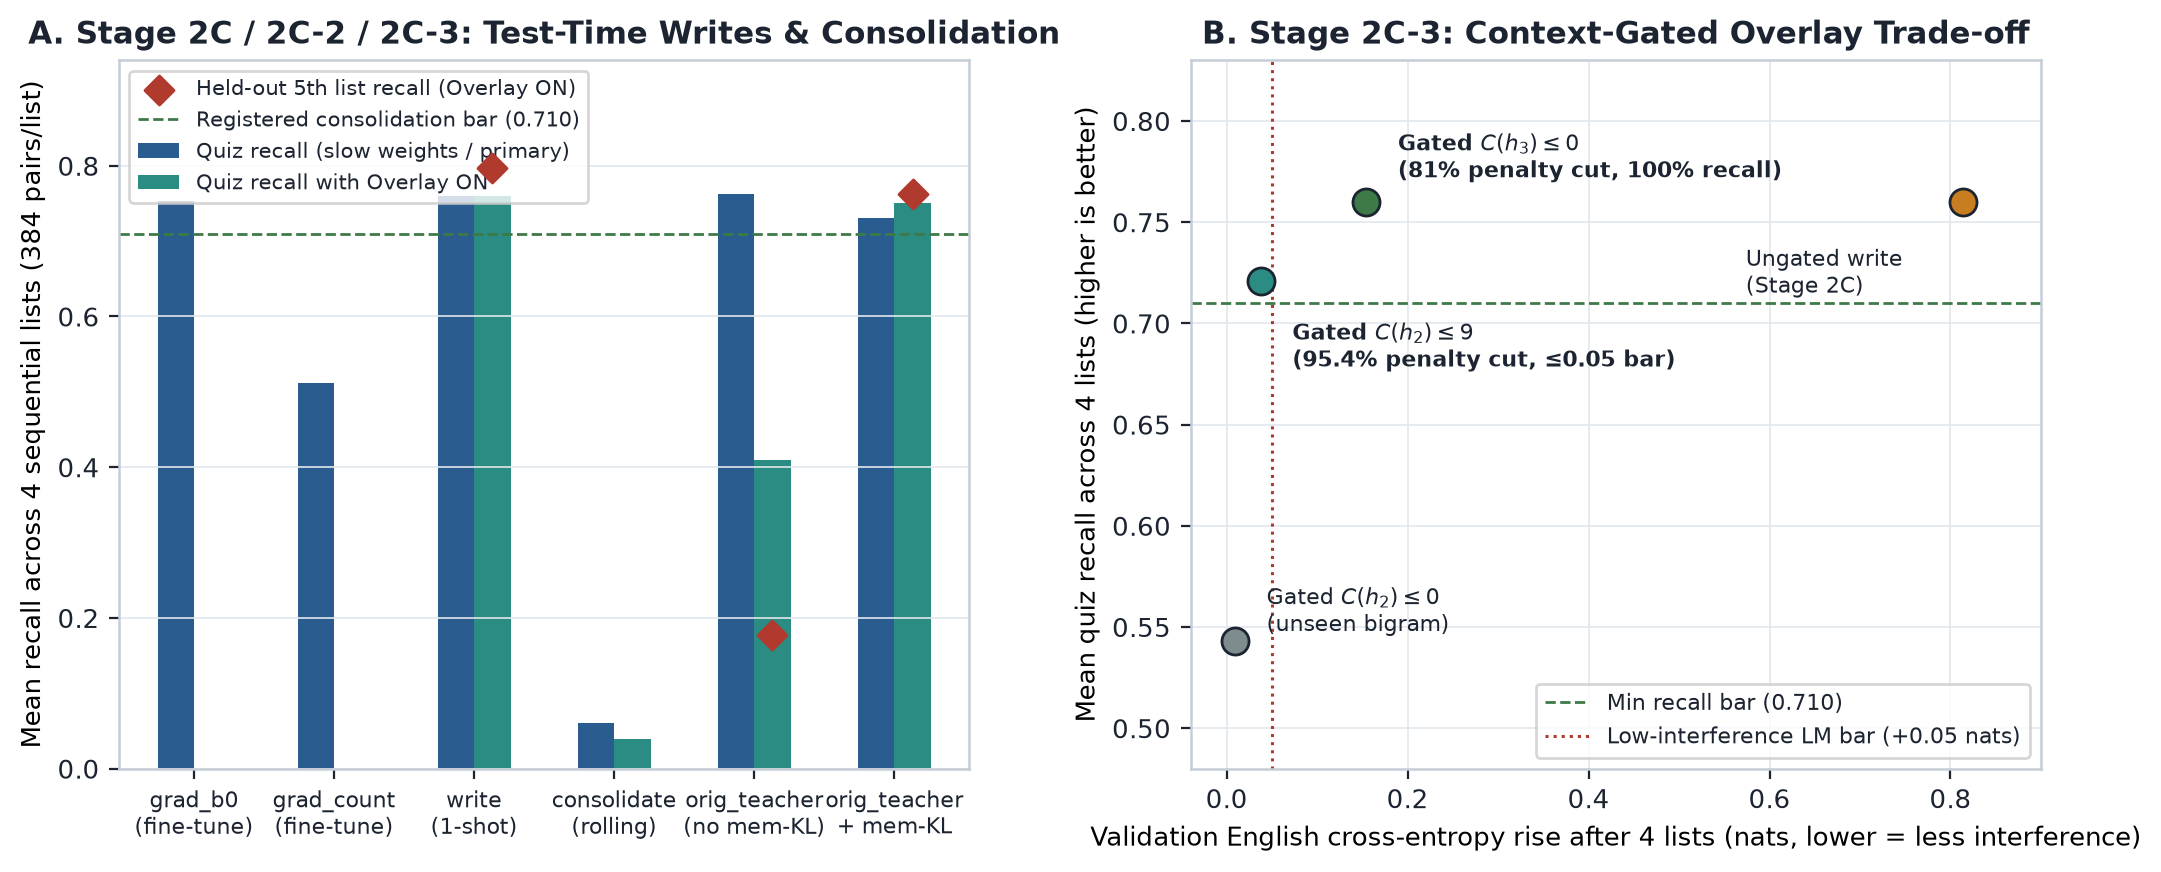 A. Stage 2C / 2C-2 / 2C-3: Test-Time Writes & Consolidation
Mean recall across 4 sequential lists (384 pairs/list)
Held-out 5th list recall (Overlay ON)
Registered consolidation bar (0.710)
Quiz recall (slow weights / primary)
Quiz recall with Overlay ON
0.8
0.6
0.4
0.2
0.0
grad_b0
(fine-tune)
grad_count
(fine-tune)
write
(1-shot)
consolidate
(rolling)
orig_teacher
(no mem-KL)
orig_teacher
+ mem-KL
B. Stage 2C-3: Context-Gated Overlay Trade-off
Mean quiz recall across 4 lists (higher is better)
0.80
0.75
0.70
0.65
0.60
0.55
0.50
Gated C(h₃) ≤ 0
(81% penalty cut, 100% recall)
Ungated write
(Stage 2C)
Gated C(h₂) ≤ 9
(95.4% penalty cut, ≤0.05 bar)
Gated C(h₂) ≤ 0
(unseen bigram)
Min recall bar (0.710)
Low-interference LM bar (+0.05 nats)
0.0 0.2 0.4 0.6 0.8
Validation English cross-entropy rise after 4 lists (nats, lower = less interference)